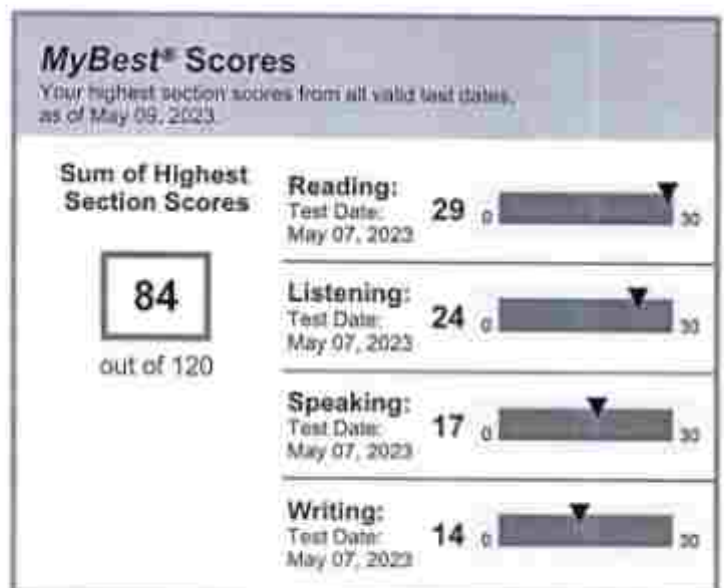 MyBest® Scores
Your highest section scores from all valid test dates,
as of May 09, 2023.
Sum of Highest
Section Scores
84
out of 120
Reading:
Test Date:
May 07, 2023
29
0
30
Listening:
Test Date:
May 07, 2023
24
0
30
Speaking:
Test Date:
May 07, 2023
17
0
30
Writing:
Test Date:
May 07, 2023
14
0
30